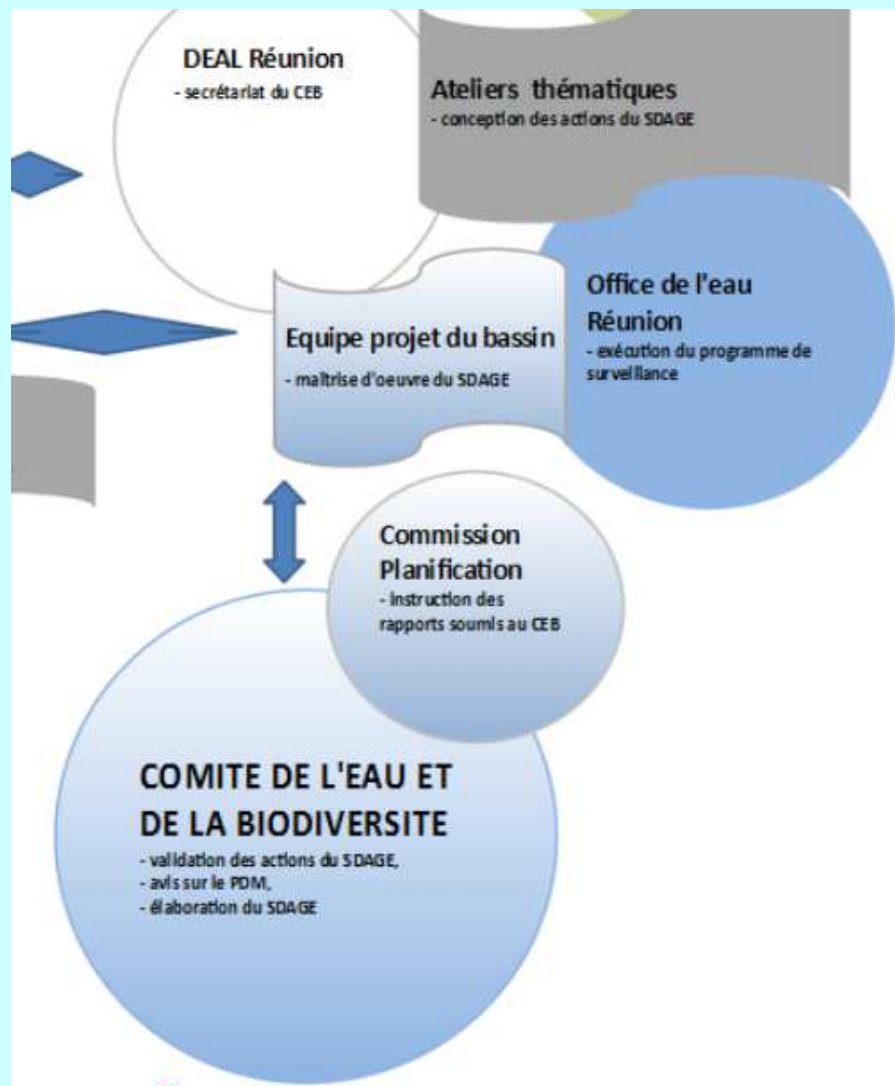 DEAL Réunion
- secrétariat du CEB
Ateliers thématiques
- conception des actions du SDAGE
Office de l'eau
Réunion
- exécution du programme de
surveillance
Equipe projet du bassin
- maîtrise d'oeuvre du SDAGE
Commission
Planification
- instruction des
rapports soumis au CEB
COMITE DE L'EAU ET
DE LA BIODIVERSITE
- validation des actions du SDAGE,
- avis sur le PDM,
- élaboration du SDAGE